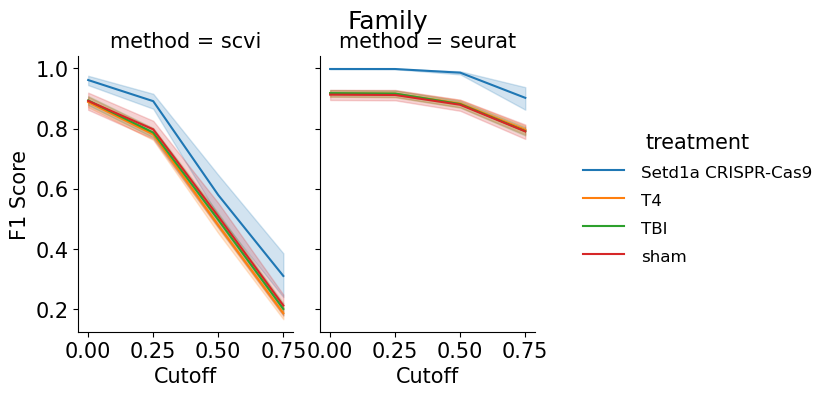 Family
method = scvi
method = seurat
F1 Score
1.0
0.8
0.6
0.4
0.2
0.00 0.25 0.50 0.75
0.00 0.25 0.50 0.75
Cutoff
Cutoff
treatment
Setd1a CRISPR-Cas9
T4
TBI
sham